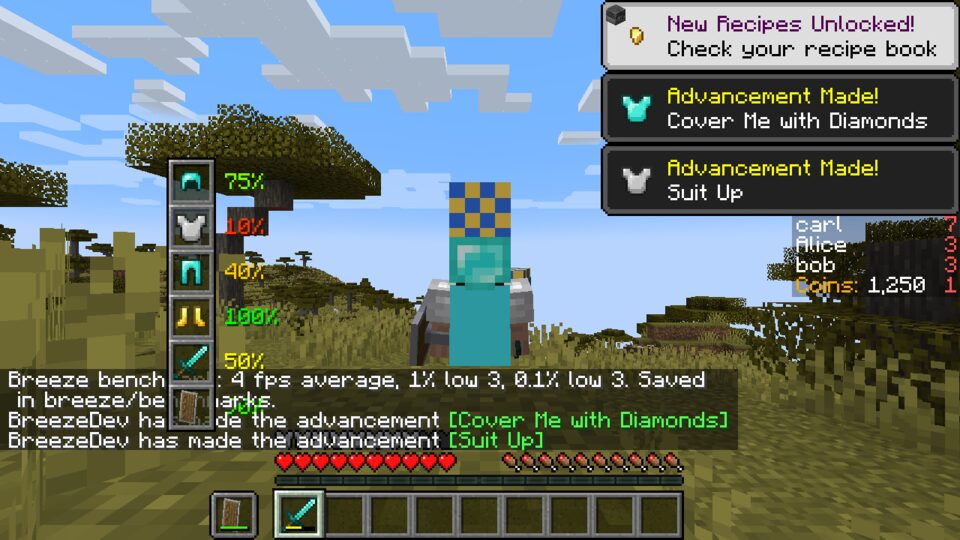 New Recipes Unlocked!
Check your recipe book
Advancement Made!
Cover Me with Diamonds
Advancement Made!
Suit Up
75%
10%
40%
100%
50%
carl 7
Alice 3
bob 3
Coins: 1,250 1
Breeze bench : 4 fps average, 1% low 3, 0.1% low 3. Saved
in breeze/be marks.
BreezeDev ha de the advancement [Cover Me with Diamonds]
BreezeDev has made the advancement [Suit Up]